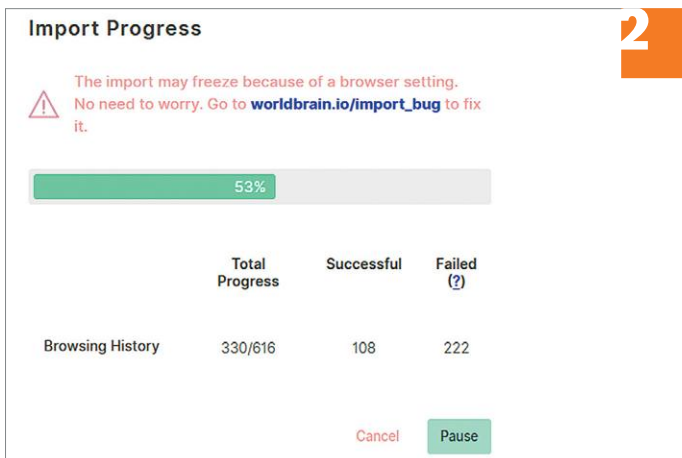 Import Progress
2
The import may freeze because of a browser setting.
No need to worry. Go to worldbrain.io/import_bug to fix
it.
53%
Total Progress Successful Failed (?)
Browsing History 330/616 108 222
Cancel Pause